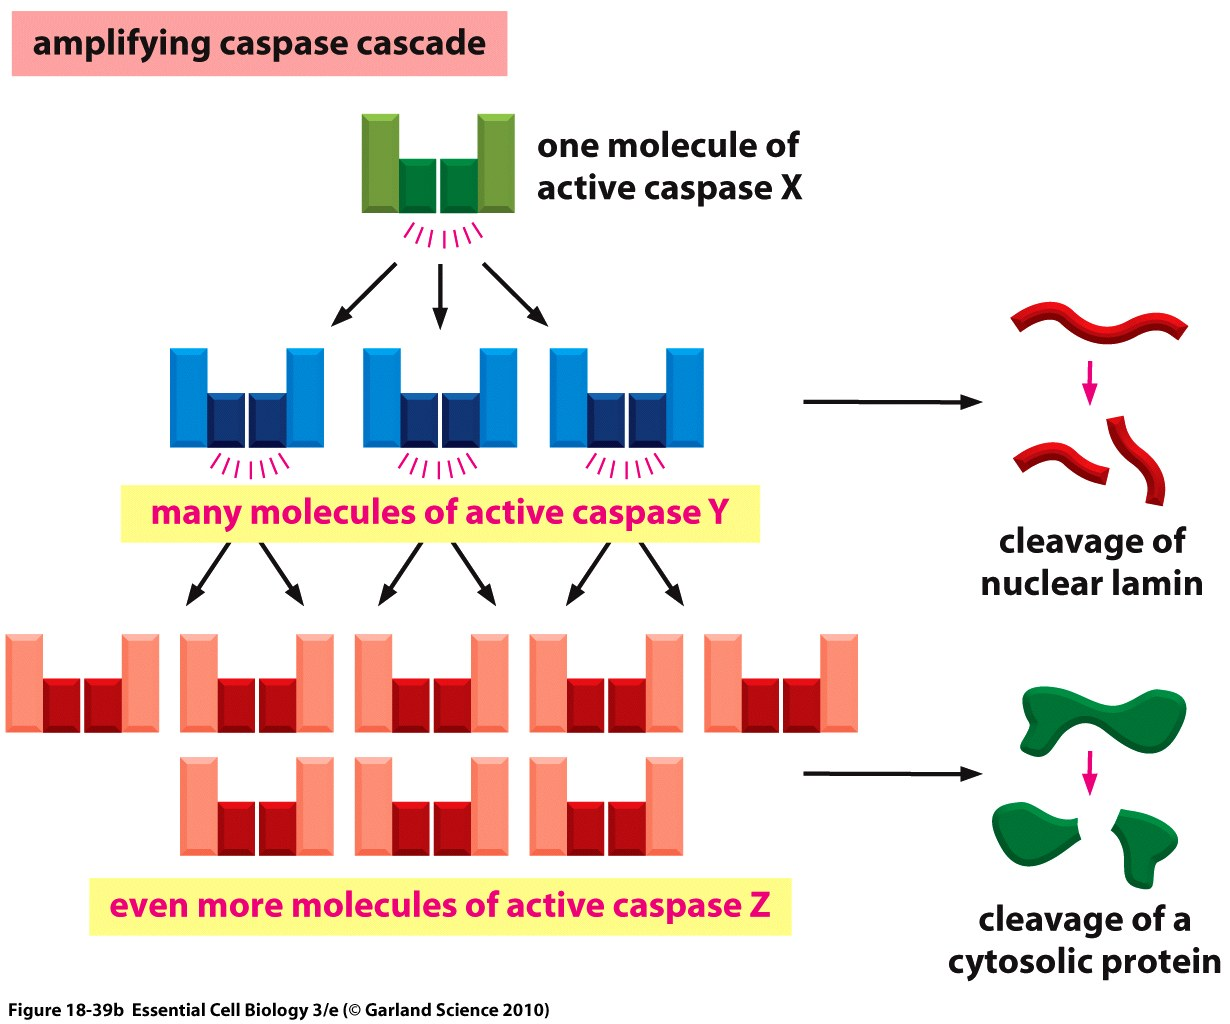 amplifying caspase cascade
one molecule of
active caspase X
many molecules of active caspase Y
cleavage of
nuclear lamin
even more molecules of active caspase Z
cleavage of a
cytosolic protein
Figure 18-39b Essential Cell Biology 3/e (© Garland Science 2010)